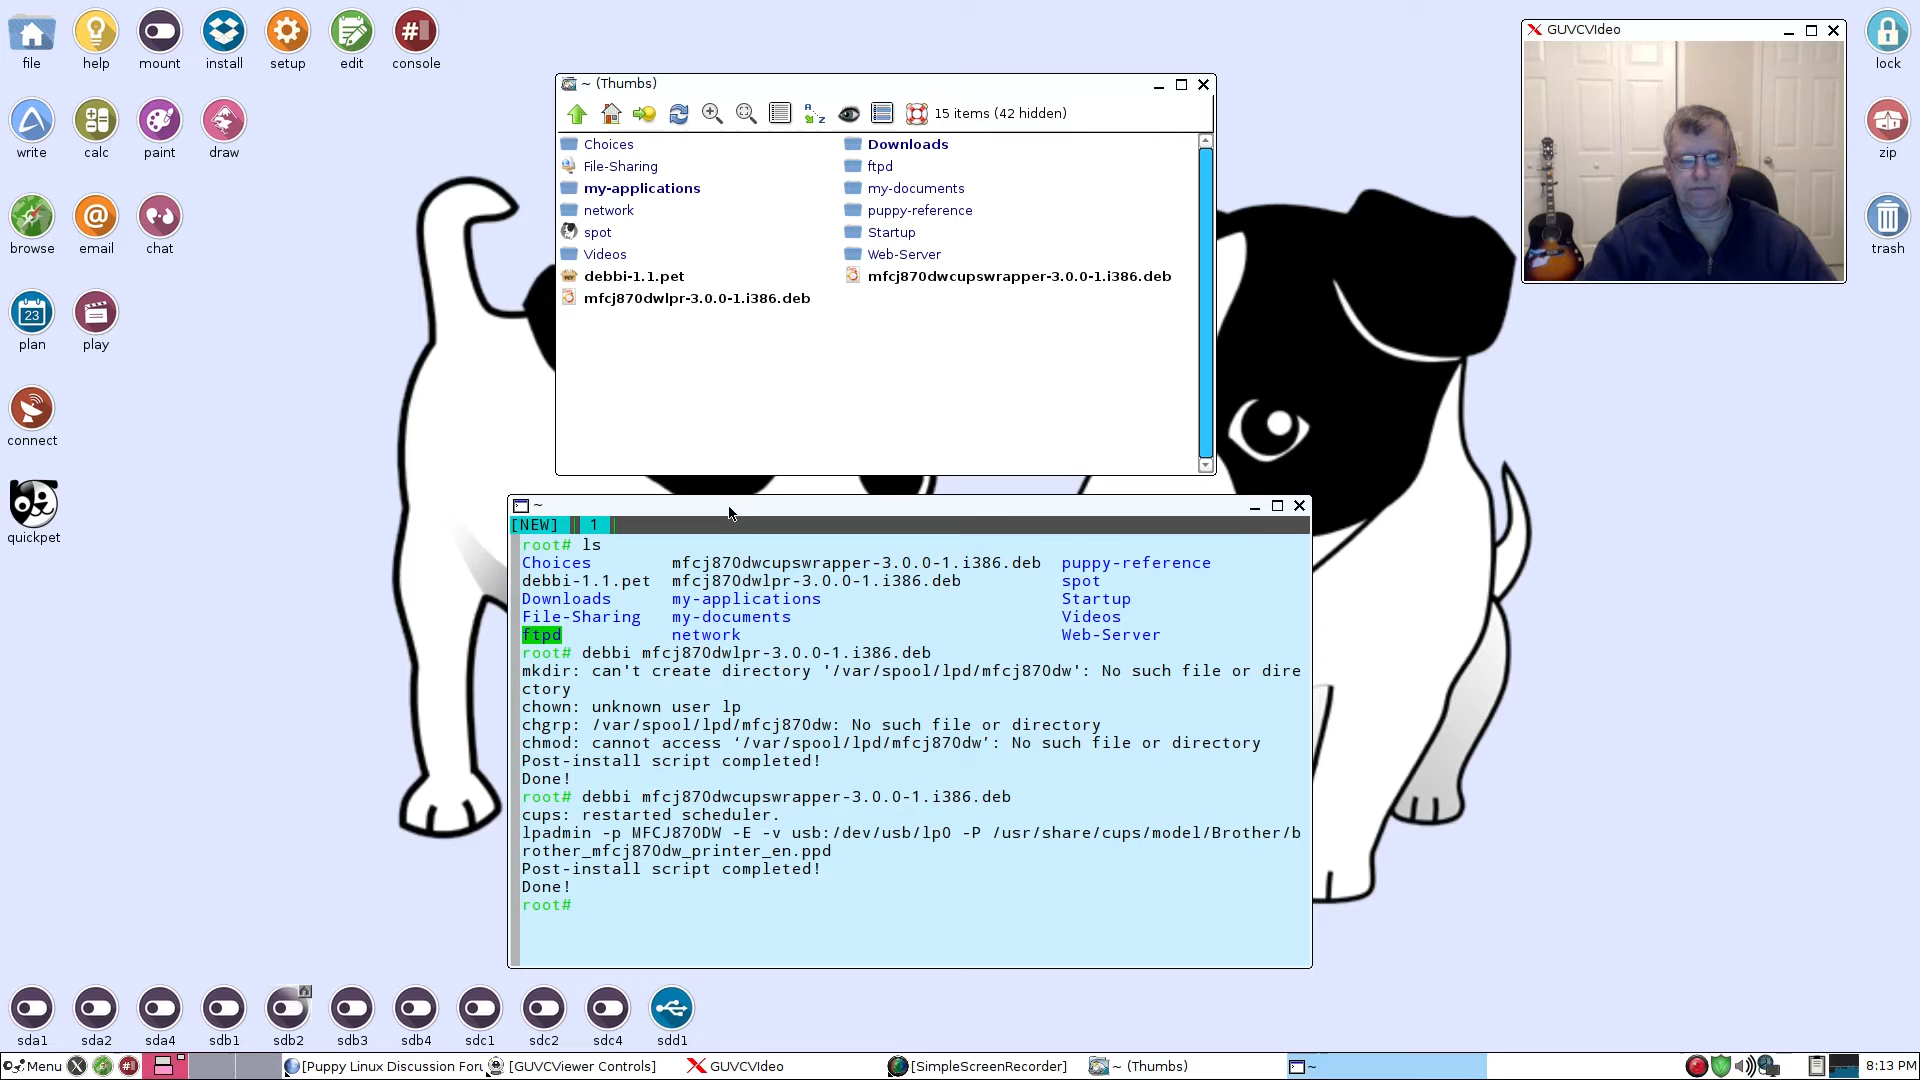 file
help
mount
install
setup
edit
console
write
calc
paint
draw
browse
email
chat
23
plan
play
connect
quickpet
~ (Thumbs)
15 items (42 hidden)
Choices
Downloads
File-Sharing
ftpd
my-applications
my-documents
network
puppy-reference
spot
Startup
Videos
Web-Server
debbi-1.1.pet
mfcj870dwcupswrapper-3.0.0-1.i386.deb
mfcj870dwlpr-3.0.0-1.i386.deb
GUVCVIdeo
lock
zip
trash
~
[NEW] 1
root# ls
Choices mfcj870dwcupswrapper-3.0.0-1.i386.deb puppy-reference
debbi-1.1.pet mfcj870dwlpr-3.0.0-1.i386.deb spot
Downloads my-applications Startup
File-Sharing my-documents Videos
ftpd network Web-Server
root# debbi mfcj870dwlpr-3.0.0-1.i386.deb
mkdir: can't create directory '/var/spool/lpd/mfcj870dw': No such file or dire
ctory
chown: unknown user lp
chgrp: /var/spool/lpd/mfcj870dw: No such file or directory
chmod: cannot access ‘/var/spool/lpd/mfcj870dw’: No such file or directory
Post-install script completed!
Done!
root# debbi mfcj870dwcupswrapper-3.0.0-1.i386.deb
cups: restarted scheduler.
lpadmin -p MFCJ870DW -E -v usb:/dev/usb/lp0 -P /usr/share/cups/model/Brother/b
rother_mfcj870dw_printer_en.ppd
Post-install script completed!
Done!
root#
sda1
sda2
sda4
sdb1
sdb2
sdb3
sdb4
sdc1
sdc2
sdc4
sdd1
Menu
[Puppy Linux Discussion Foru
[GUVCViewer Controls]
GUVCVIdeo
[SimpleScreenRecorder]
~ (Thumbs)
~
8:13 PM